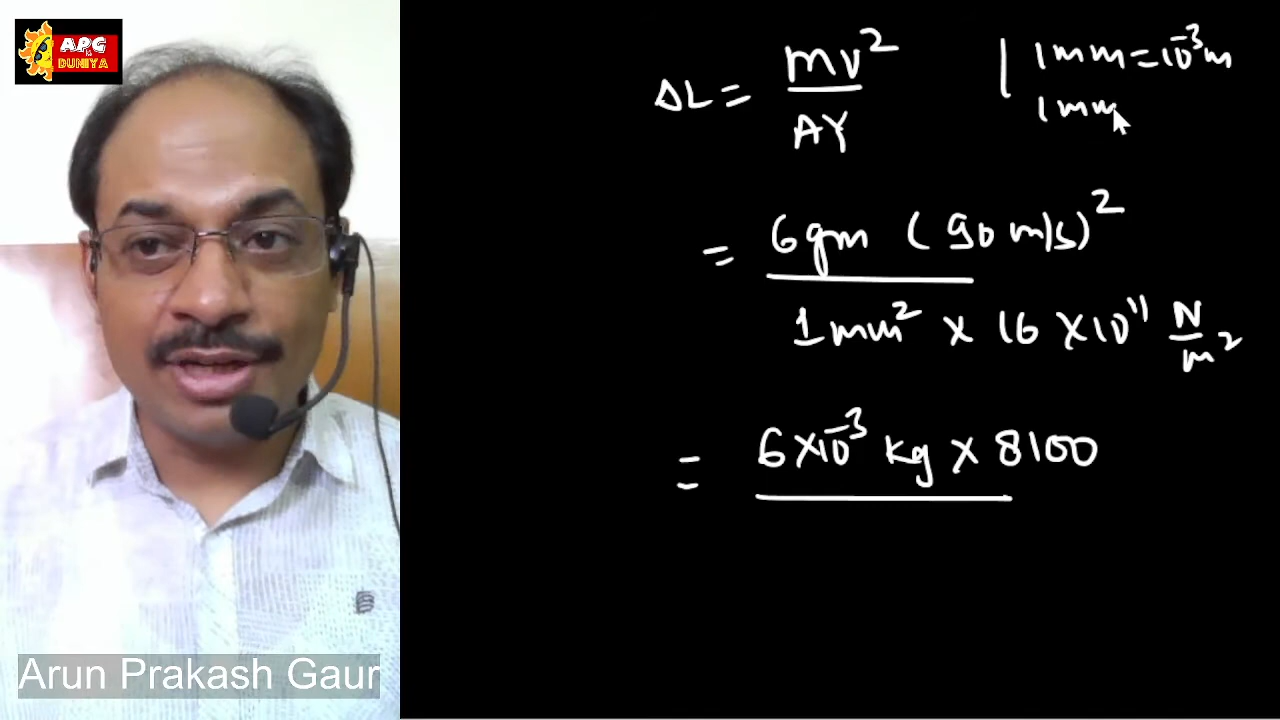 APG
ki
DUNIYA
ΔL = mv² / AY
| 1mm = 10⁻³m
1mm
= 6gm (90 m/s)² / 1mm² × 16 × 10¹¹ N/m²
= 6×10⁻³ kg × 8100
Arun Prakash Gaur